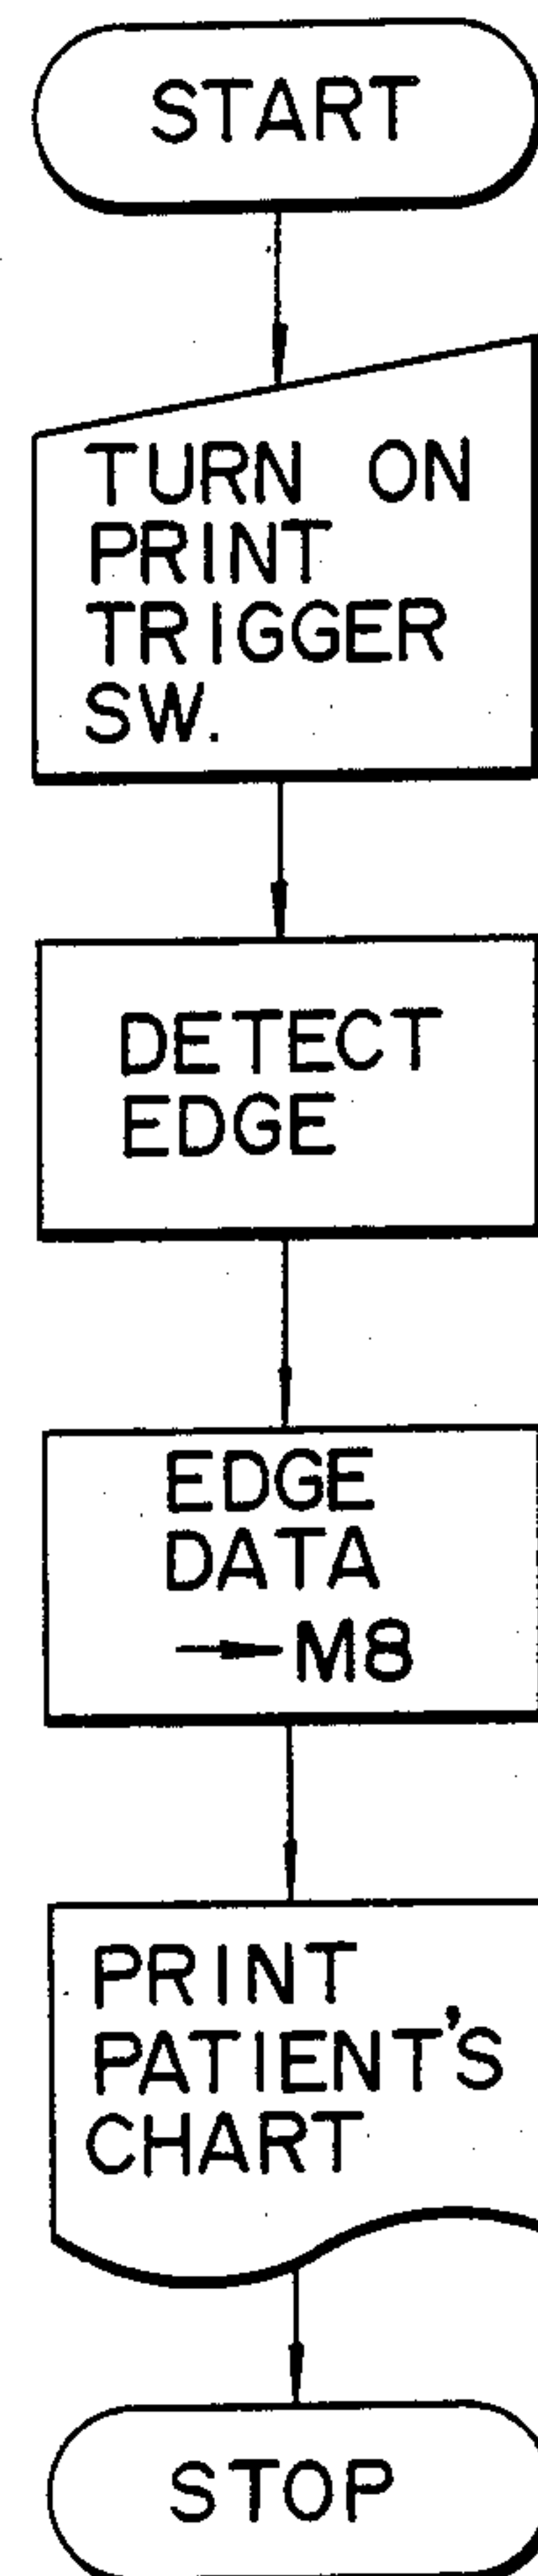 START
TURN ON
PRINT
TRIGGER
SW.
DETECT
EDGE
EDGE
DATA
→M8
PRINT
PATIENT'S
CHART
STOP